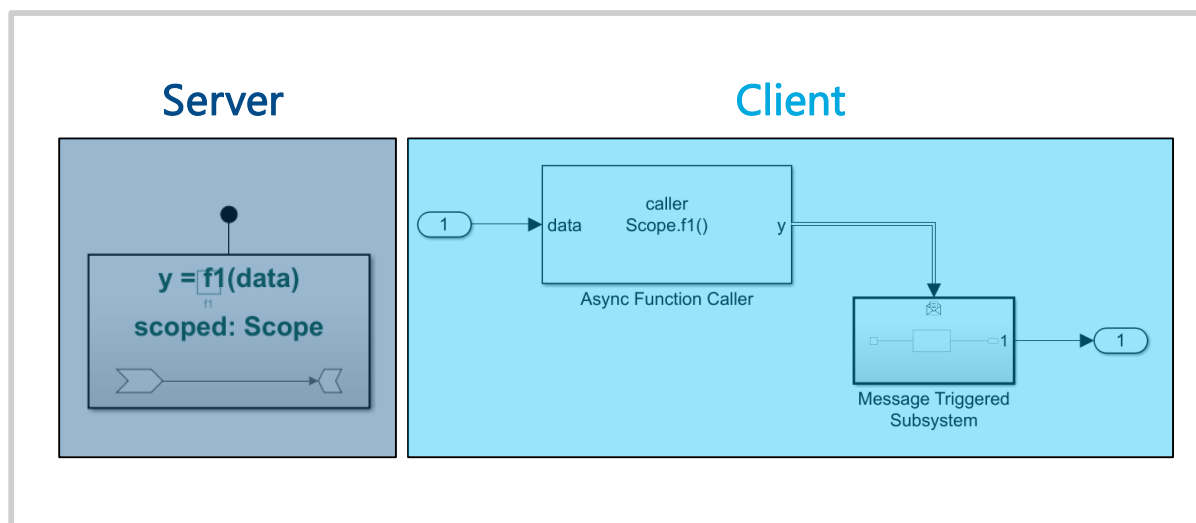 Server
Client
y = f1(data)
f1
scoped: Scope
1
data
caller
Scope.f1()
y
Async Function Caller
1
1
Message Triggered
Subsystem